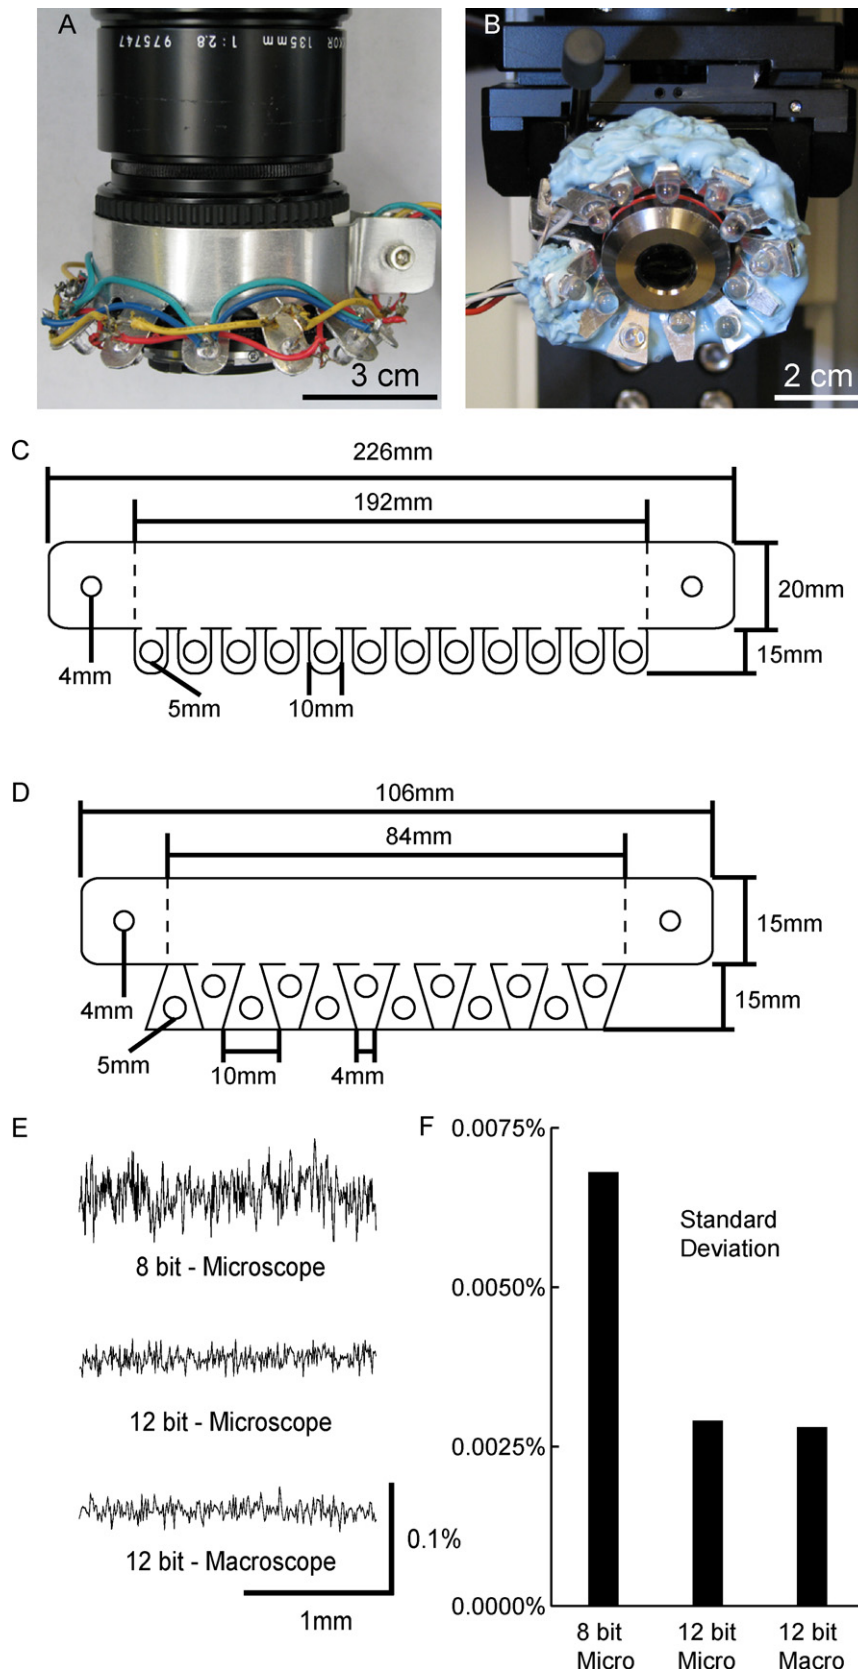 A
B
KOR 135mm 1:2.8 975747
3 cm
2 cm
C
226mm
192mm
20mm
15mm
4mm
5mm
10mm
D
106mm
84mm
15mm
15mm
4mm
5mm
10mm
4mm
E
8 bit - Microscope
12 bit - Microscope
12 bit - Macroscope
0.1%
1mm
F
0.0075%
0.0050%
0.0025%
0.0000%
Standard
Deviation
8 bit
Micro
12 bit
Micro
12 bit
Macro